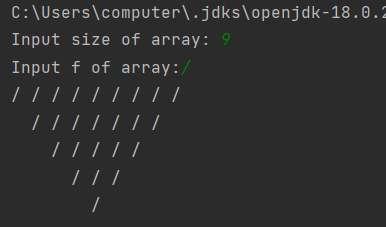 C:\Users\computer\.jdks\openjdk-18.0.2
Input size of array: 9
Input f of array:/
/ / / / / / / / /
  / / / / / / /
    / / / / /
      / / /
        /